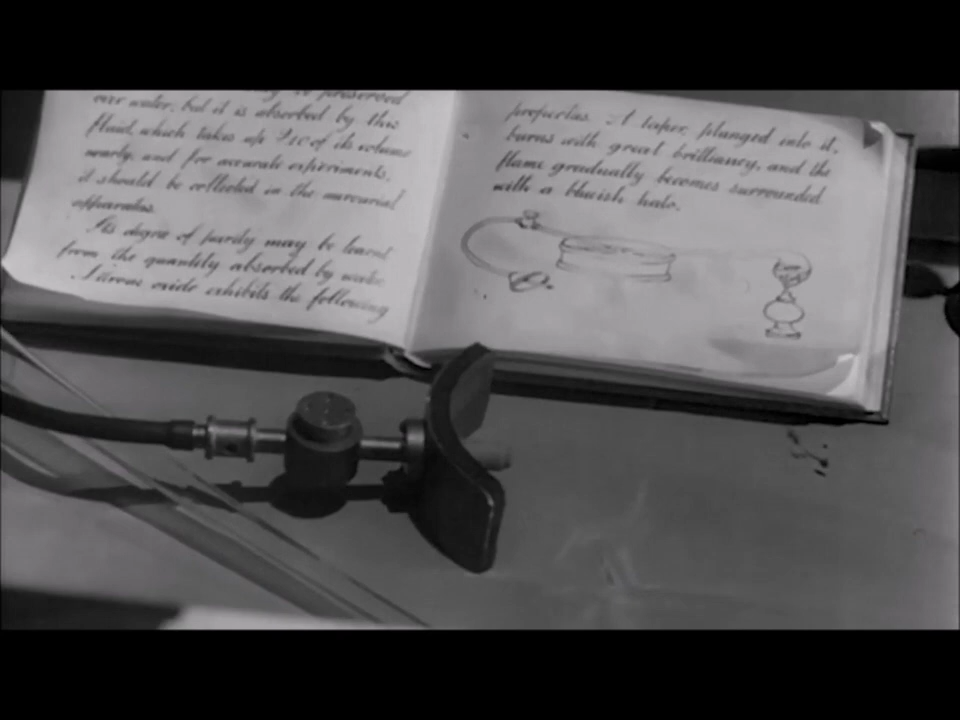 be preserved
over water, but it is absorbed by this
fluid, which takes up of its volume
nearly, and for accurate experiments,
it should be collected in the mercurial
apparatus.
Its degree of purity may be learnt
from the quantity absorbed by water.
Nitrous oxide exhibits the following
properties. A taper, plunged into it,
burns with great brilliancy, and the
flame gradually becomes surrounded
with a blueish halo.